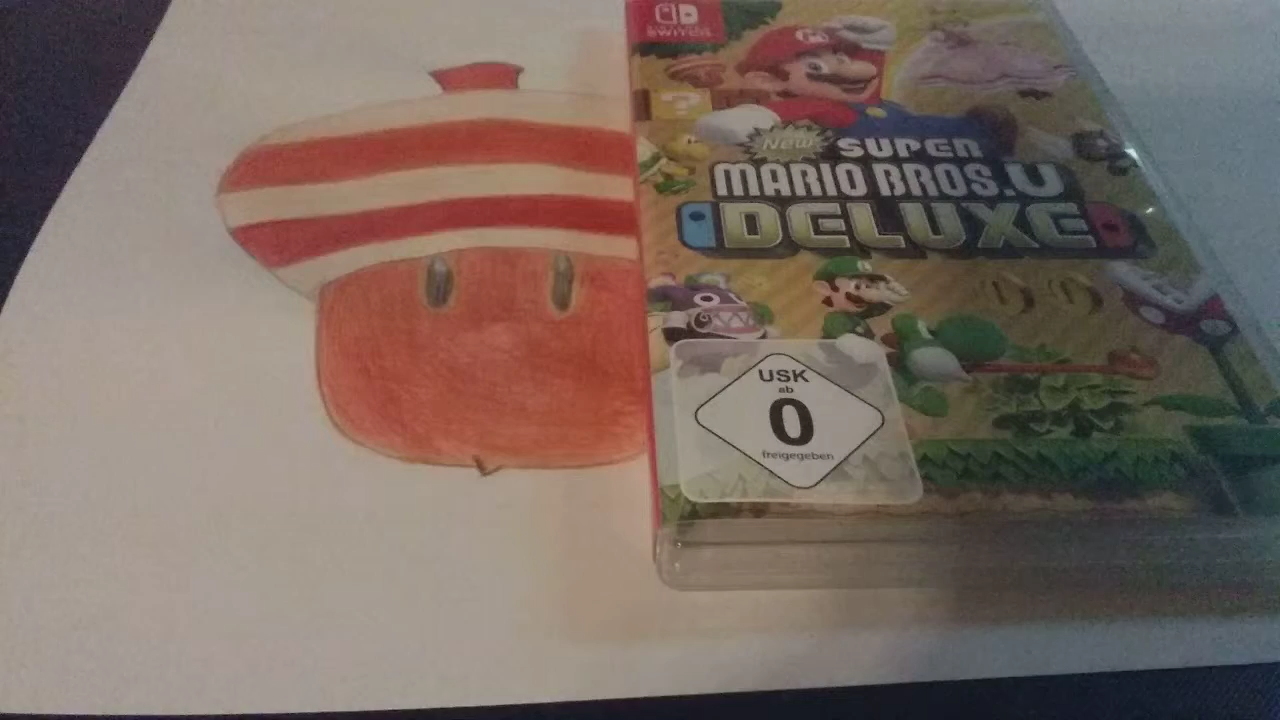 NINTENDO
SWITCH
New SUPER
MARIO BROS. U
DELUXE
USK
ab
0
freigegeben